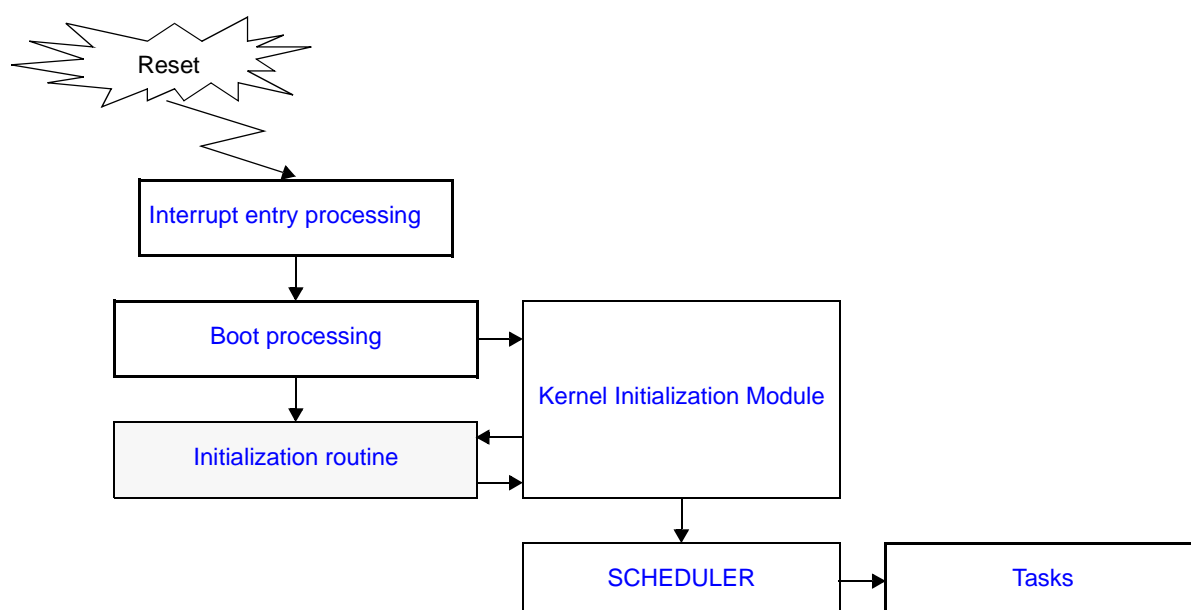 Reset
Interrupt entry processing
Boot processing
Kernel Initialization Module
Initialization routine
SCHEDULER
Tasks